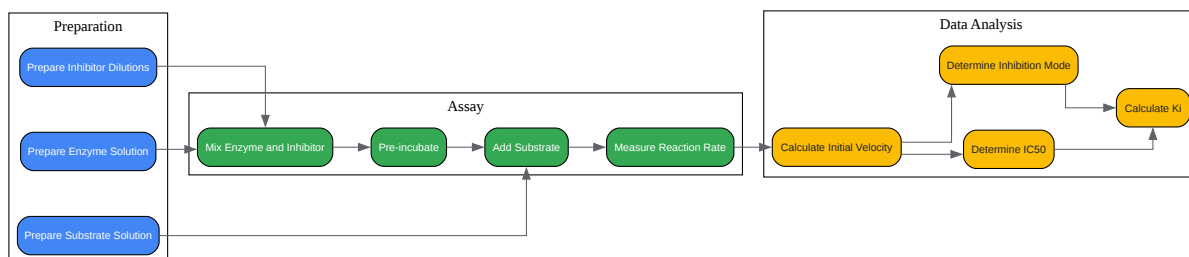 Preparation
Prepare Inhibitor Dilutions
Prepare Enzyme Solution
Prepare Substrate Solution
Assay
Mix Enzyme and Inhibitor
Pre-incubate
Add Substrate
Measure Reaction Rate
Data Analysis
Calculate Initial Velocity
Determine Inhibition Mode
Determine IC50
Calculate Ki